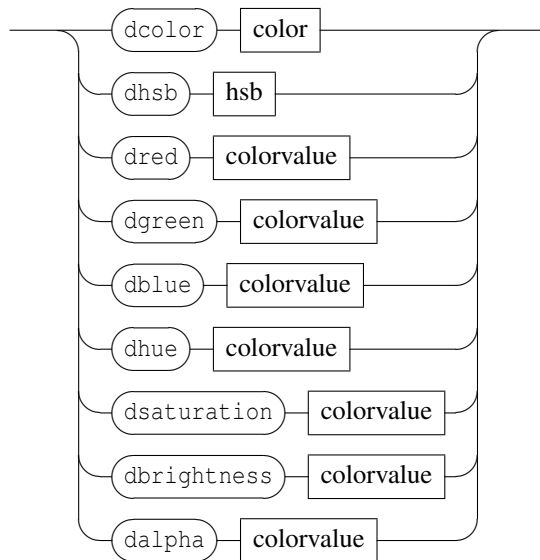 dcolor color
dhsb hsb
dred colorvalue
dgreen colorvalue
dblue colorvalue
dhue colorvalue
dsaturation colorvalue
dbrightness colorvalue
dalpha colorvalue